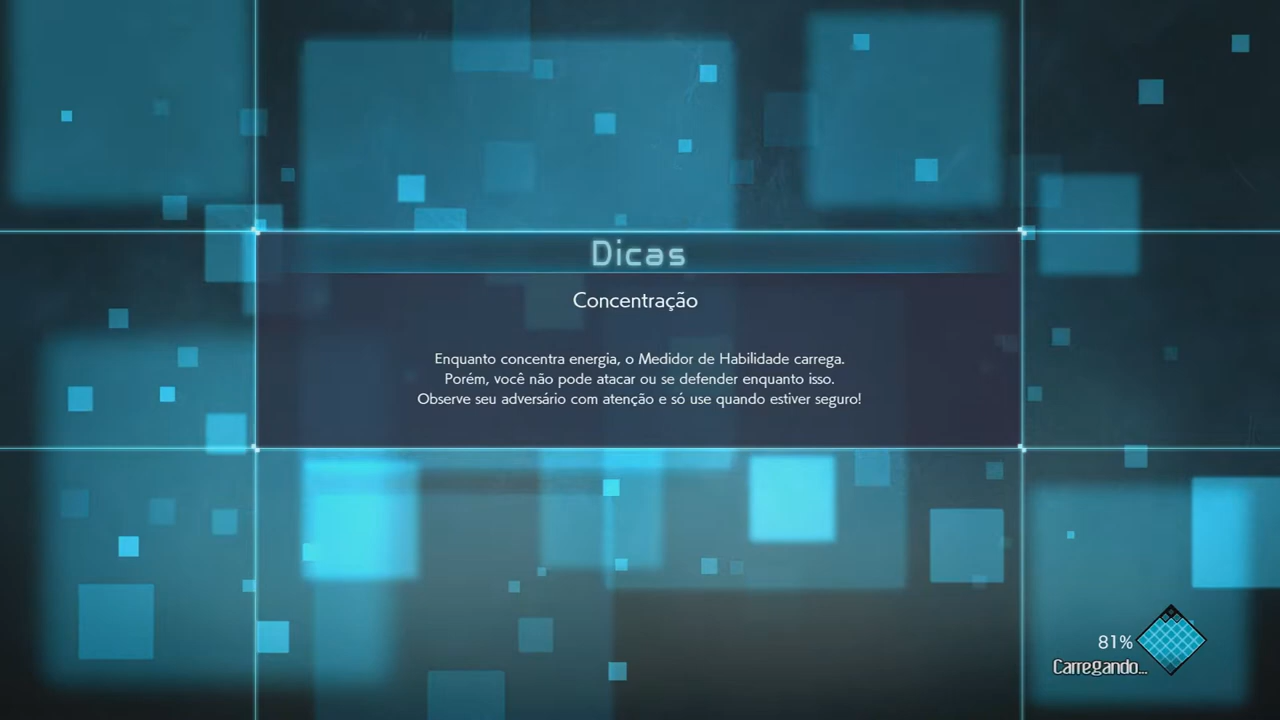 Dicas
Concentração
Enquanto concentra energia, o Medidor de Habilidade carrega.
Porém, você não pode atacar ou se defender enquanto isso.
Observe seu adversário com atenção e só use quando estiver seguro!
81%
Carregando...